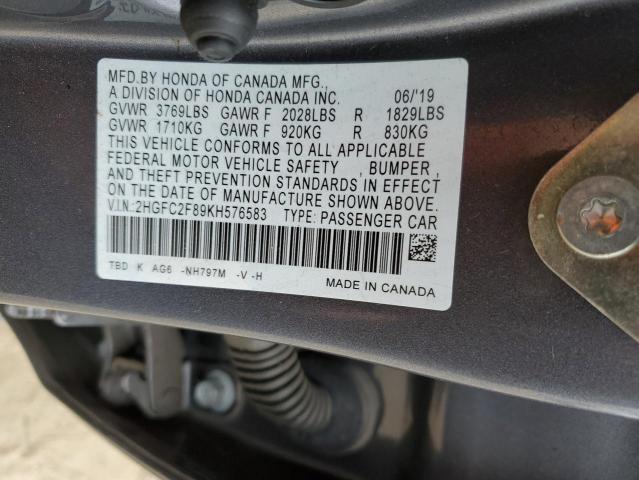 MFD.BY HONDA OF CANADA MFG.,
A DIVISION OF HONDA CANADA INC. 06/'19
GVWR 3769LBS GAWR F 2028LBS R 1829LBS
GVWR 1710KG GAWR F 920KG R 830KG
THIS VEHICLE CONFORMS TO ALL APPLICABLE
FEDERAL MOTOR VEHICLE SAFETY , BUMPER ,
AND THEFT PREVENTION STANDARDS IN EFFECT
ON THE DATE OF MANUFACTURE SHOWN ABOVE.
V.I.N:2HGFC2F89KH576583 TYPE: PASSENGER CAR
TBD K AG6 -NH797M -V -H
MADE IN CANADA